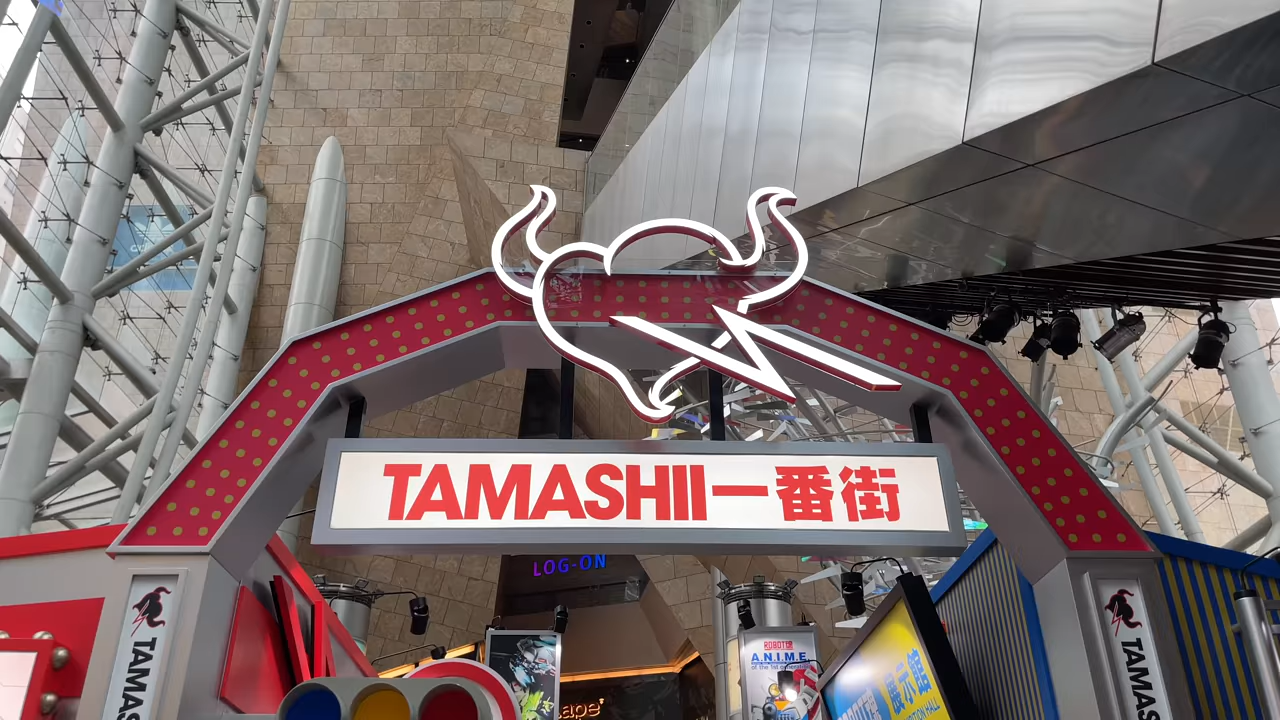 TAMASHII一番街
LOG-ON
TAMAS
ROBOT魂
A.N.I.M.E.
展示館
TAMAS